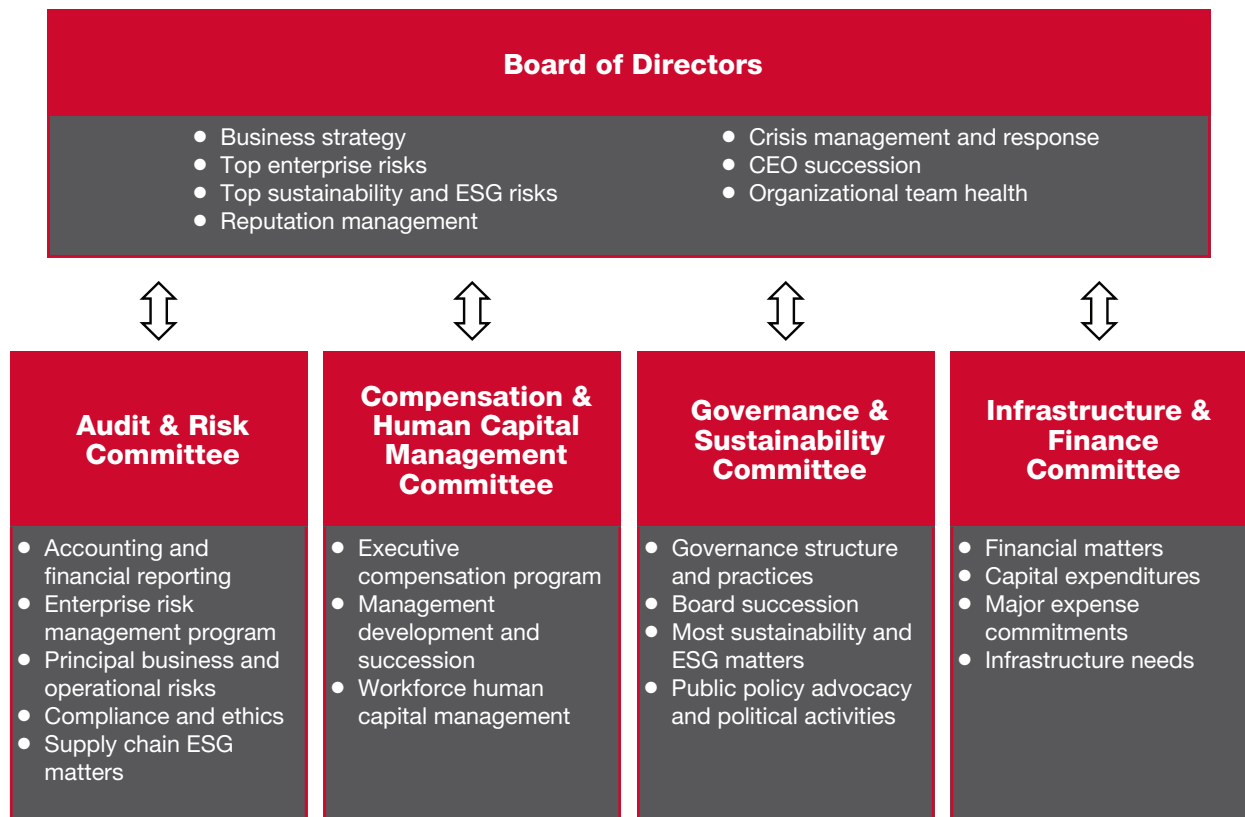 Board of Directors
● Business strategy
● Top enterprise risks
● Top sustainability and ESG risks
● Reputation management
● Crisis management and response
● CEO succession
● Organizational team health
Audit & Risk
Committee
● Accounting and
financial reporting
● Enterprise risk
management program
● Principal business and
operational risks
● Compliance and ethics
● Supply chain ESG
matters
Compensation &
Human Capital
Management
Committee
● Executive
compensation program
● Management
development and
succession
● Workforce human
capital management
Governance &
Sustainability
Committee
● Governance structure
and practices
● Board succession
● Most sustainability and
ESG matters
● Public policy advocacy
and political activities
Infrastructure &
Finance
Committee
● Financial matters
● Capital expenditures
● Major expense
commitments
● Infrastructure needs